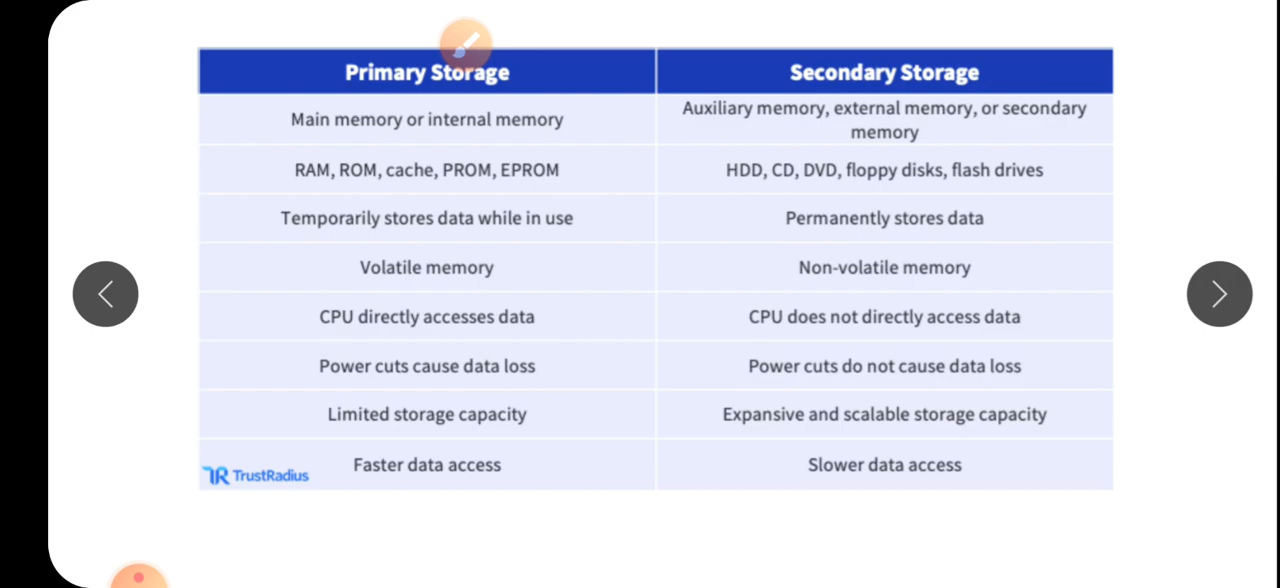 Primary Storage
Secondary Storage
Main memory or internal memory
Auxiliary memory, external memory, or secondary
memory
RAM, ROM, cache, PROM, EPROM
HDD, CD, DVD, floppy disks, flash drives
Temporarily stores data while in use
Permanently stores data
Volatile memory
Non-volatile memory
CPU directly accesses data
CPU does not directly access data
Power cuts cause data loss
Power cuts do not cause data loss
Limited storage capacity
Expansive and scalable storage capacity
Faster data access
Slower data access
TR TrustRadius